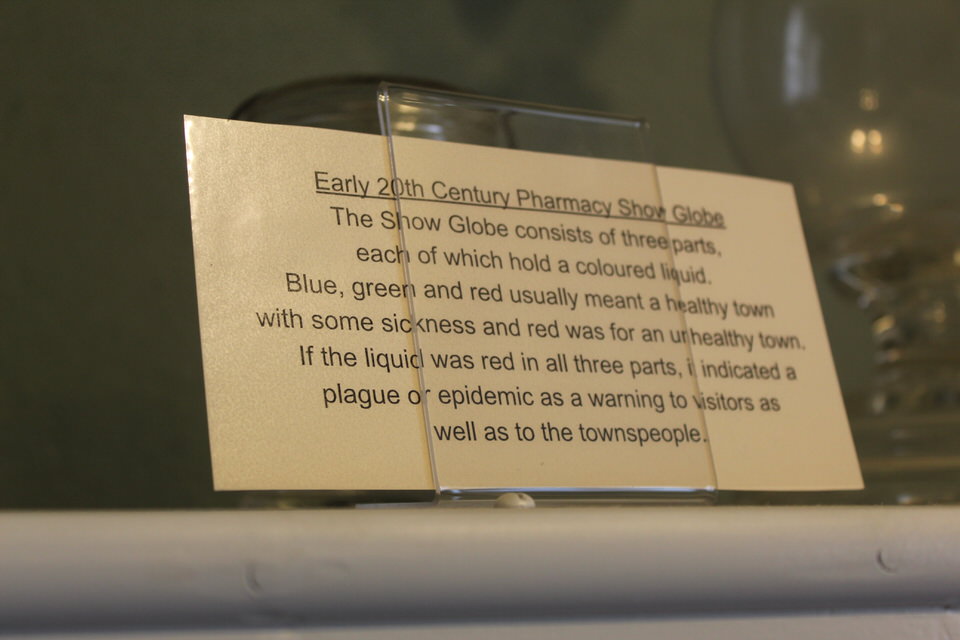 Early 20th Century Pharmacy Show Globe
The Show Globe consists of three parts,
each of which hold a coloured liquid.
Blue, green and red usually meant a healthy town
with some sickness and red was for an unhealthy town.
If the liquid was red in all three parts, it indicated a
plague or epidemic as a warning to visitors as
well as to the townspeople.